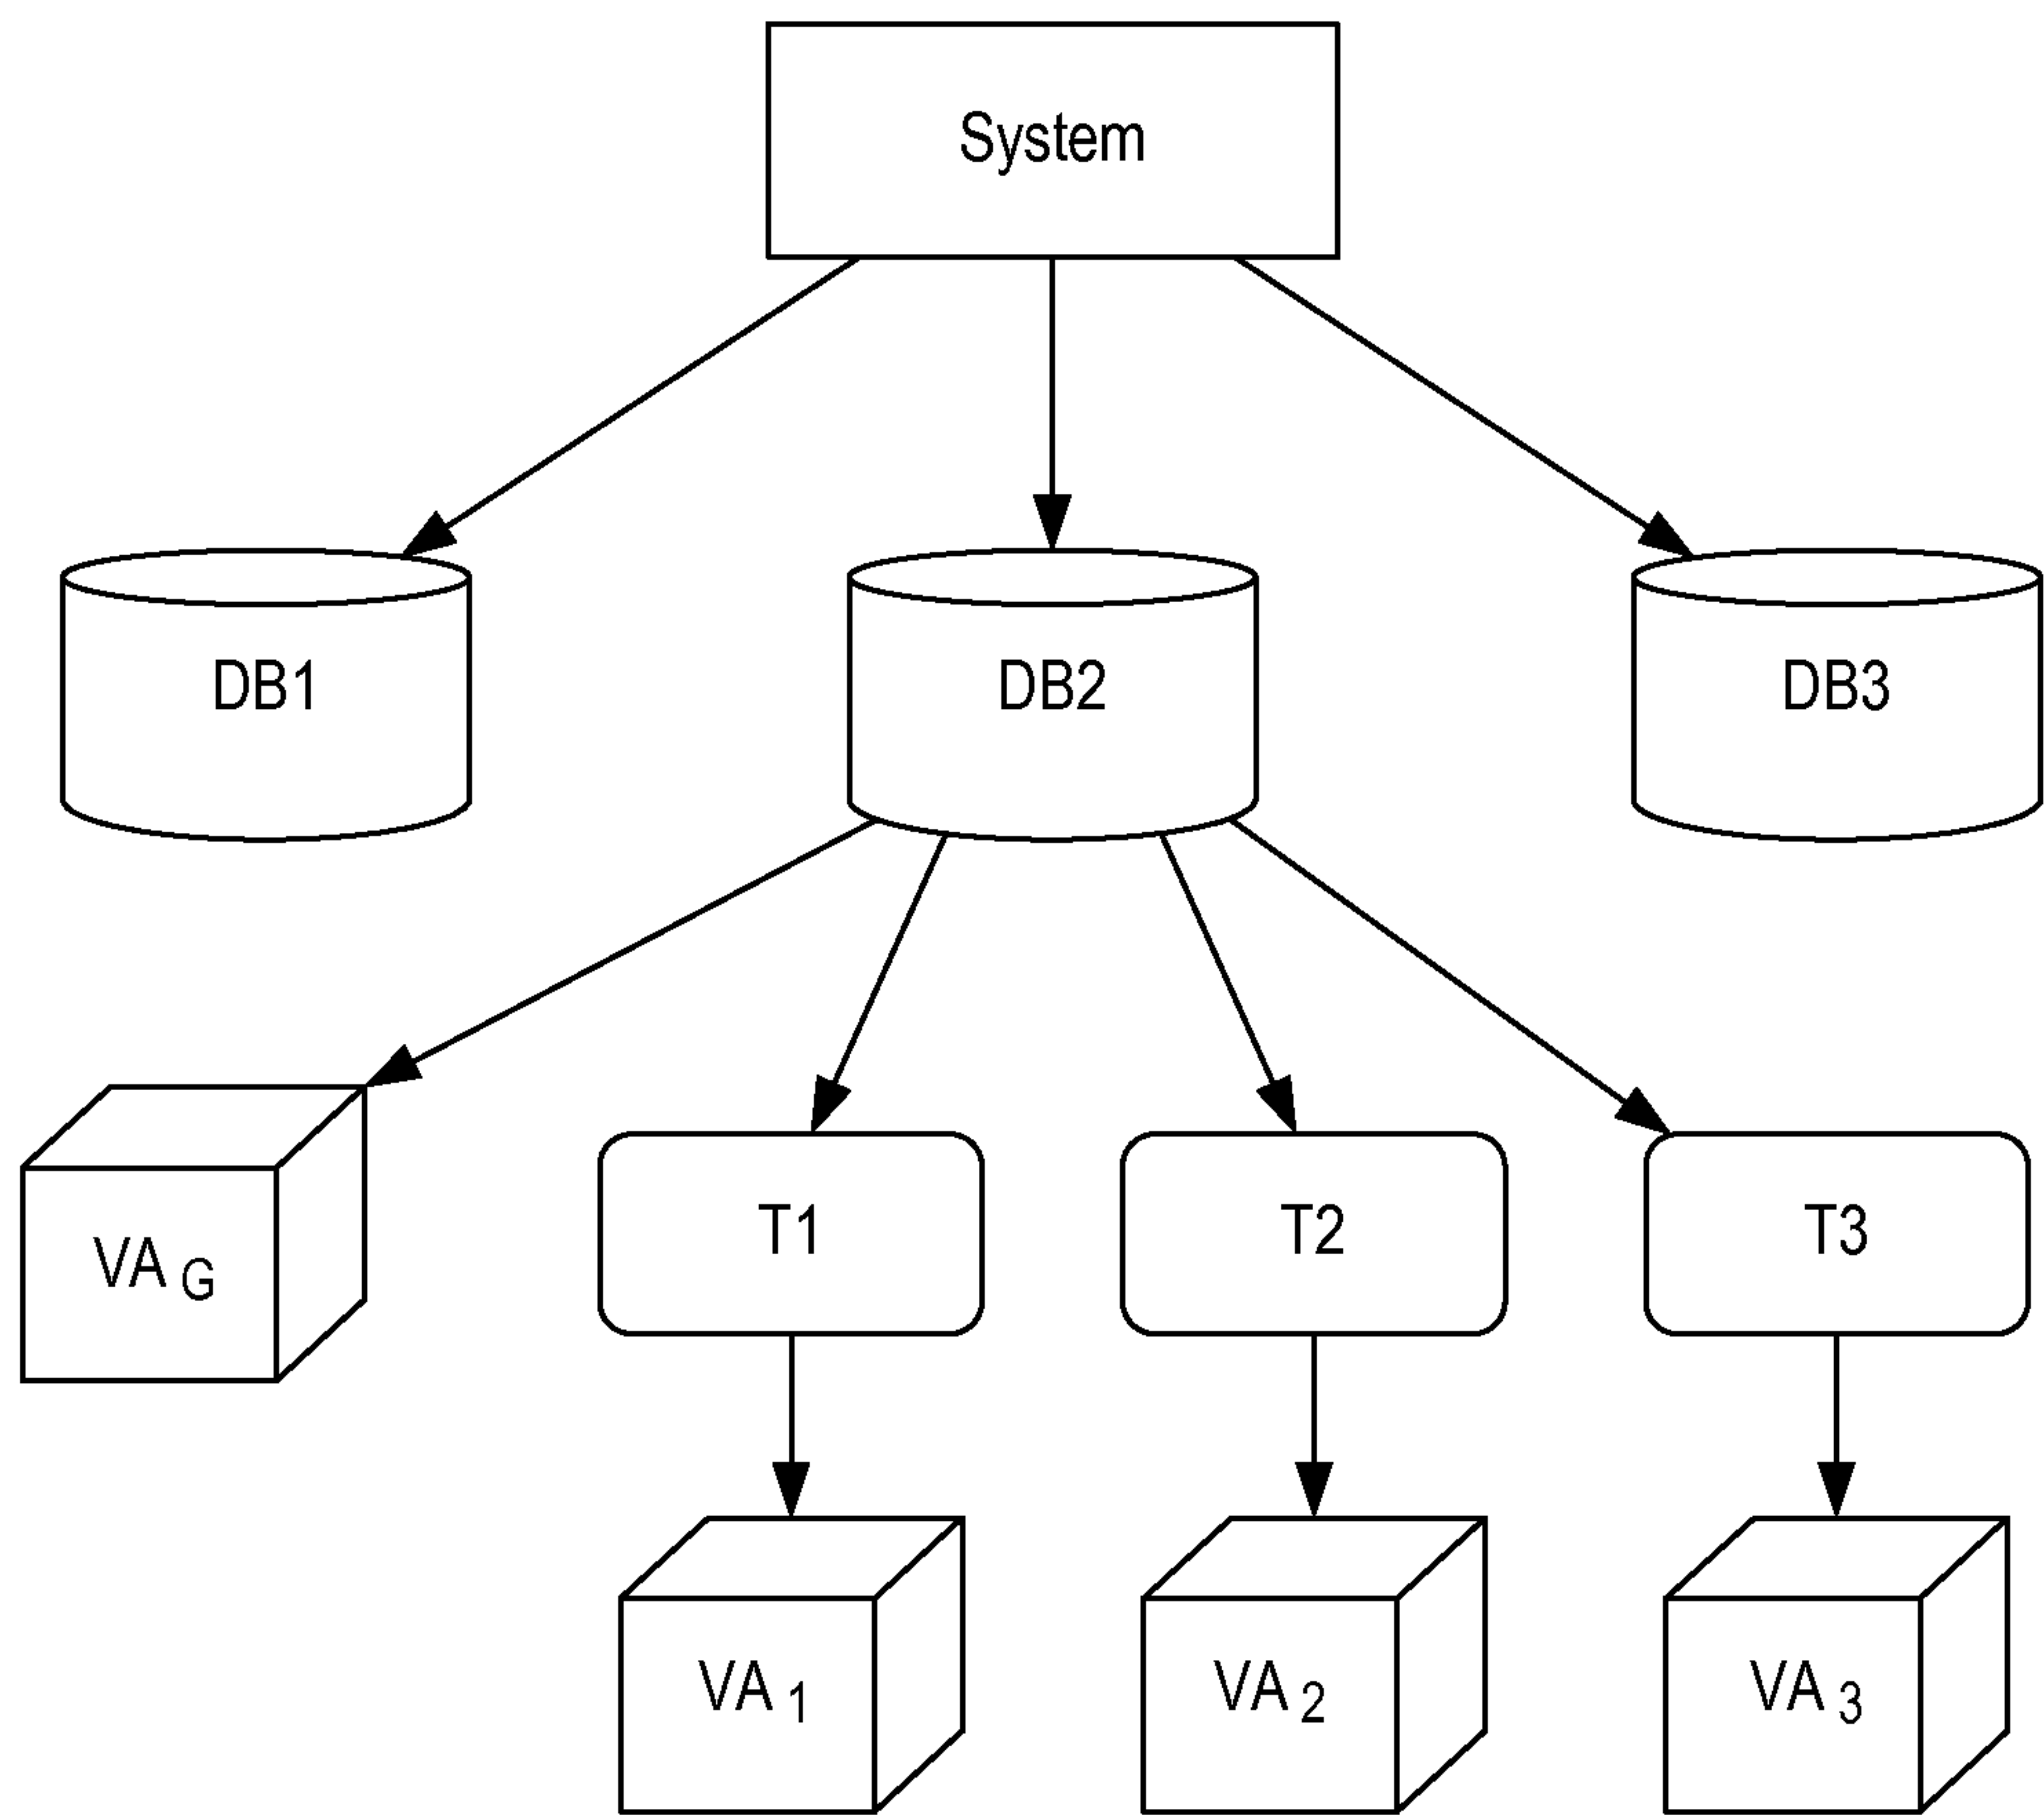 System
DB1
DB2
DB3
VA G
T1
T2
T3
VA 1
VA 2
VA 3